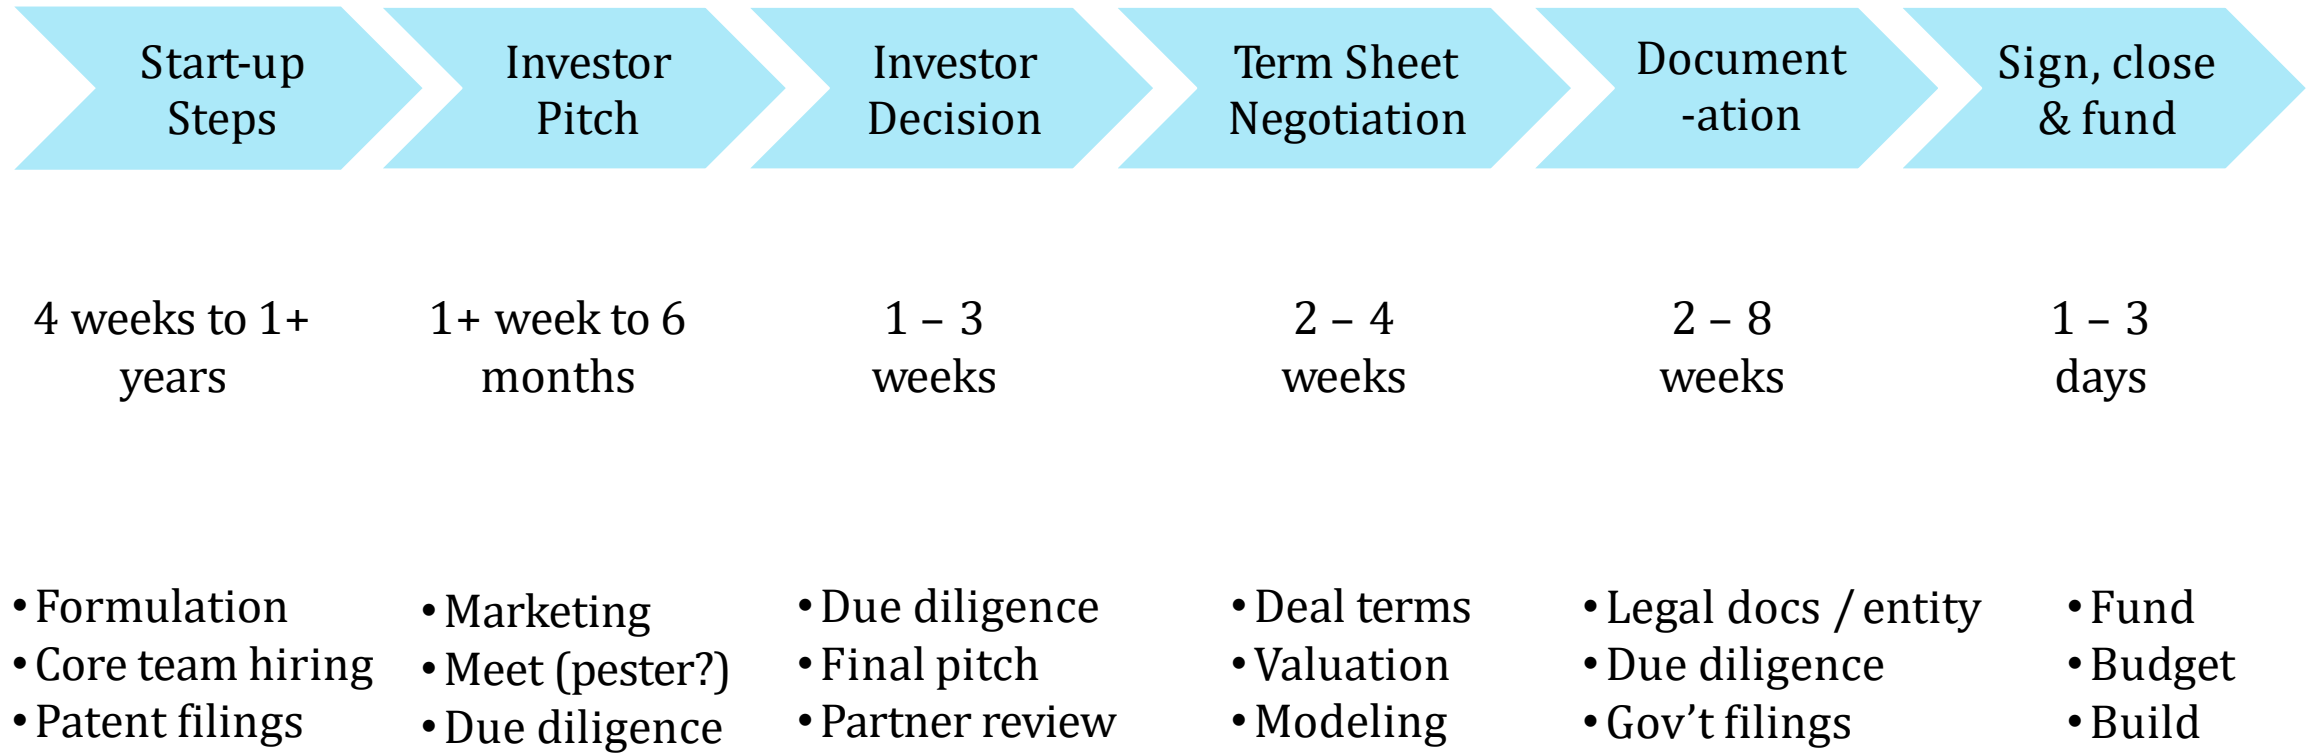 Start-up
Steps
Investor
Pitch
Investor
Decision
Term Sheet
Negotiation
Document
-ation
Sign, close
& fund
4 weeks to 1+
years
1+ week to 6
months
1 – 3
weeks
2 – 4
weeks
2 – 8
weeks
1 – 3
days
• Formulation
• Core team hiring
• Patent filings
• Marketing
• Meet (pester?)
• Due diligence
• Due diligence
• Final pitch
• Partner review
• Deal terms
• Valuation
• Modeling
• Legal docs / entity
• Due diligence
• Gov’t filings
• Fund
• Budget
• Build